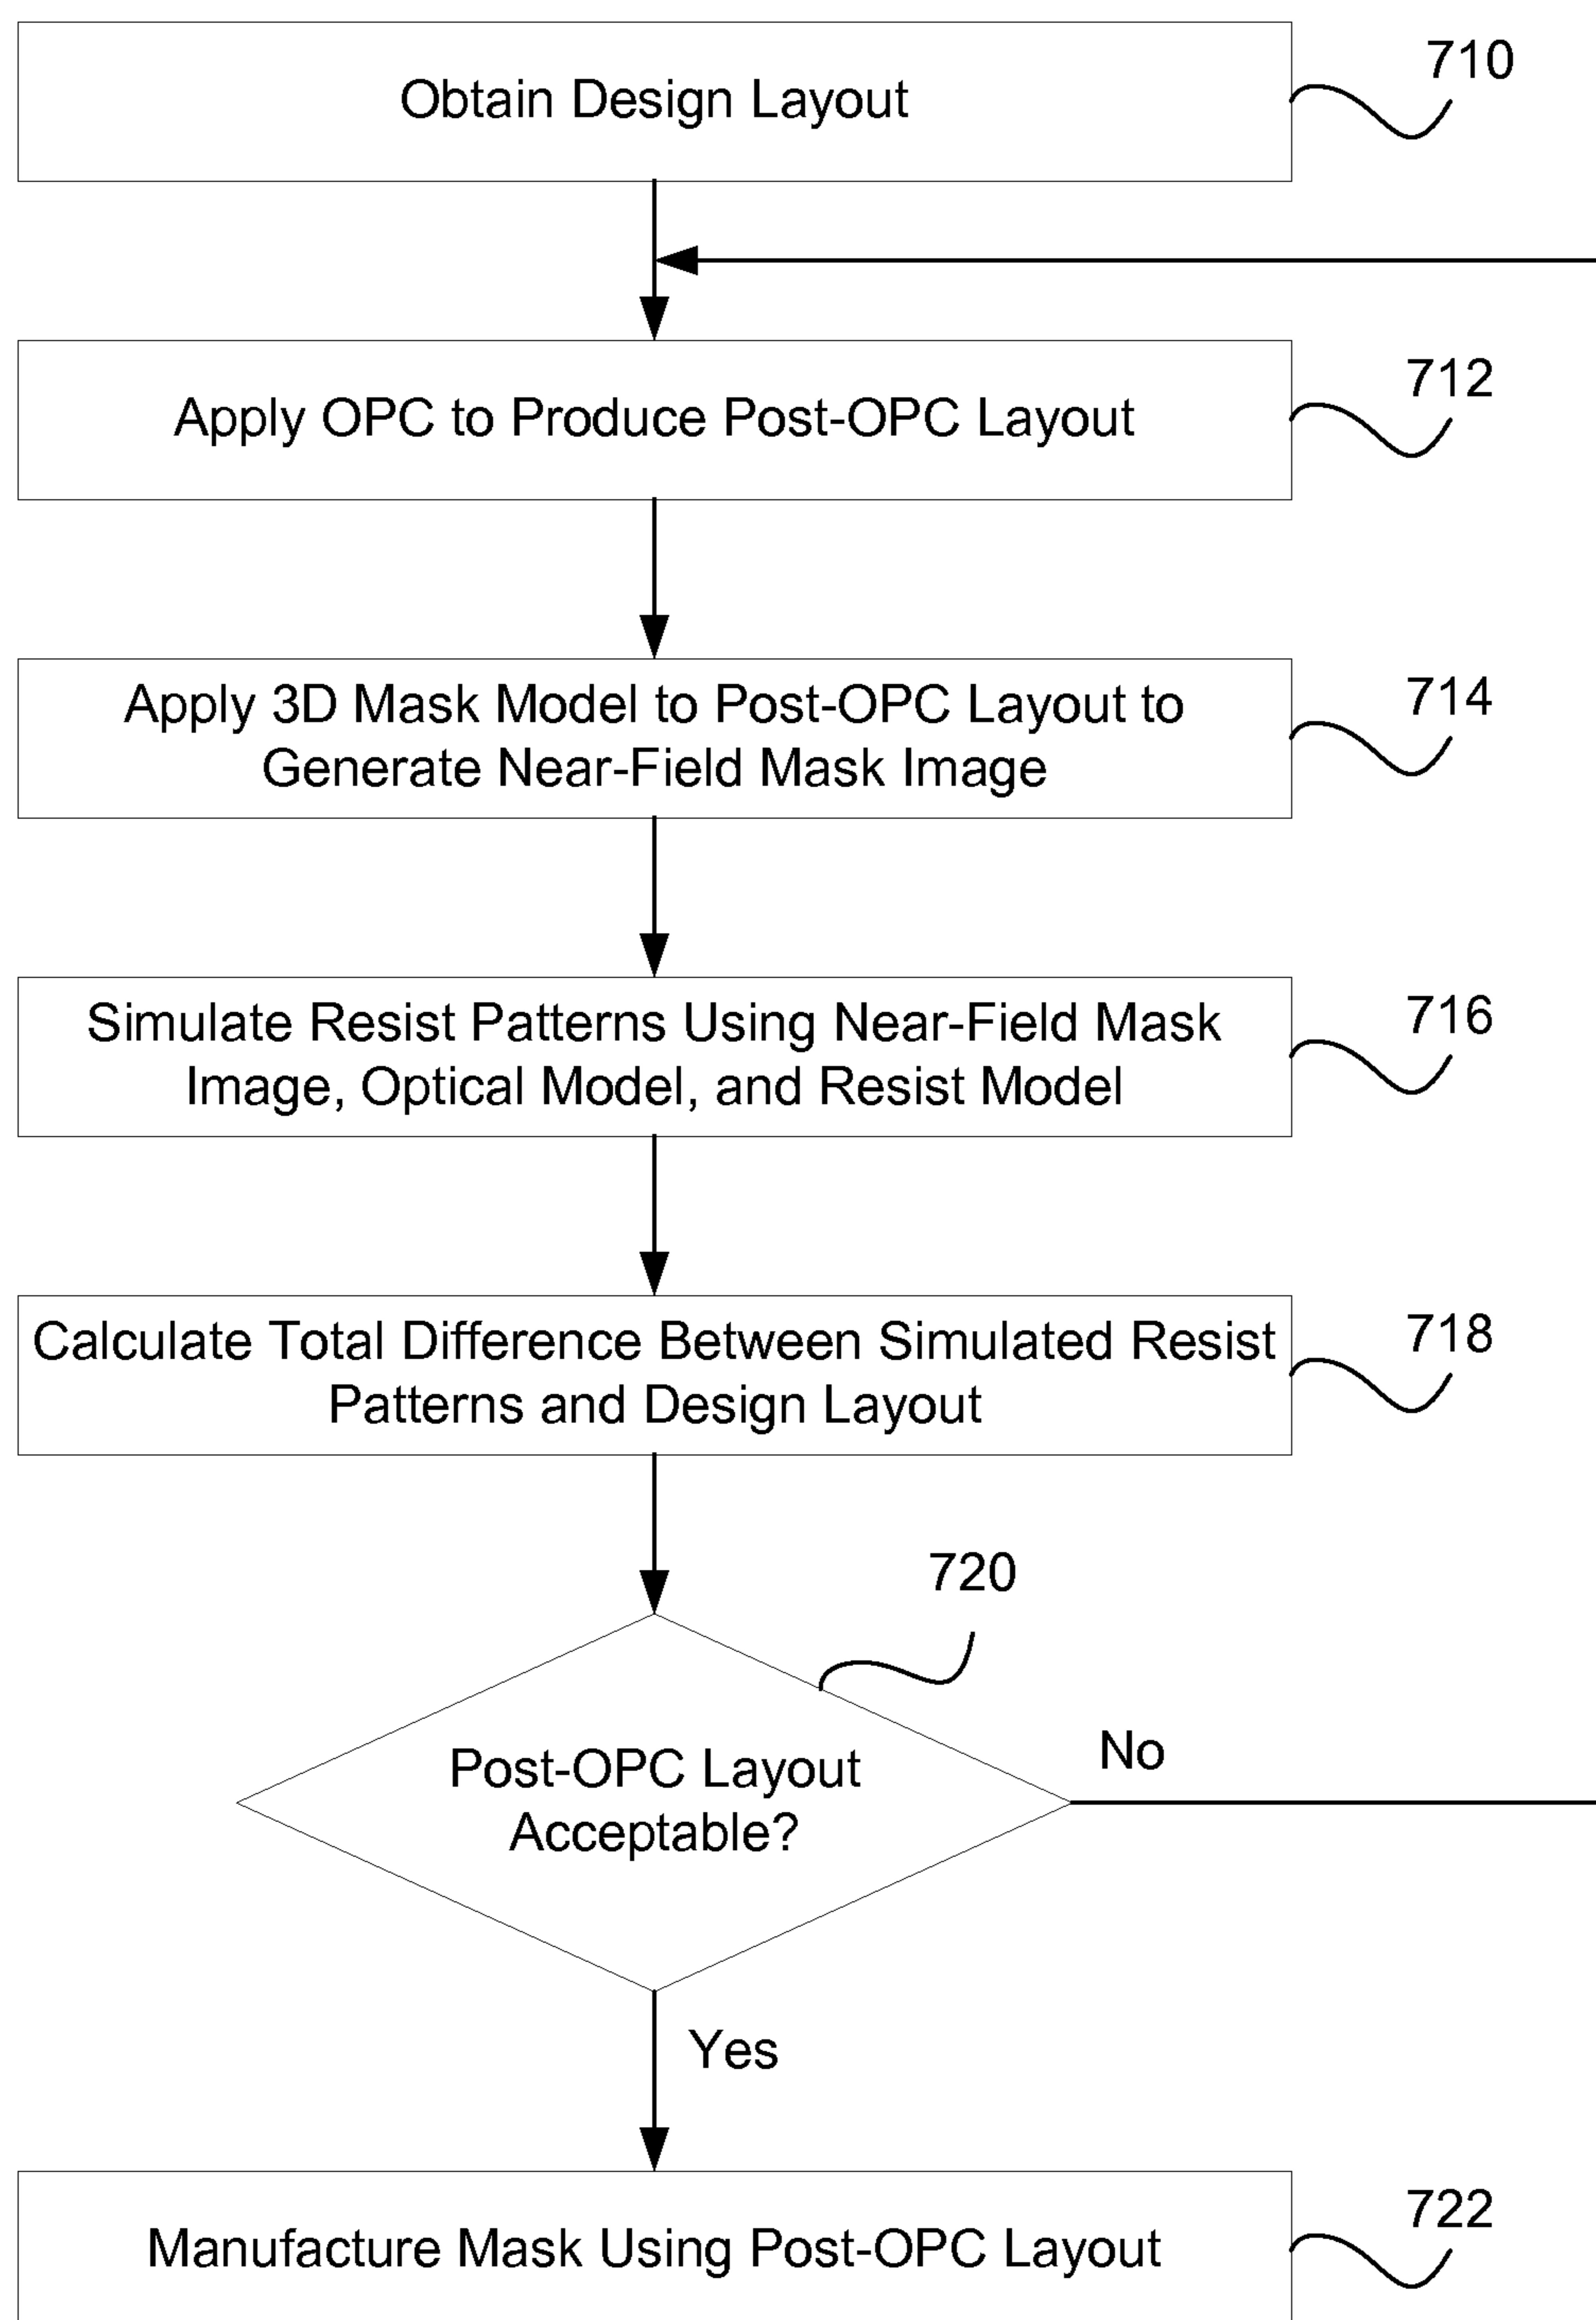 Obtain Design Layout
710
Apply OPC to Produce Post-OPC Layout
712
Apply 3D Mask Model to Post-OPC Layout to
Generate Near-Field Mask Image
714
Simulate Resist Patterns Using Near-Field Mask
Image, Optical Model, and Resist Model
716
Calculate Total Difference Between Simulated Resist
Patterns and Design Layout
718
720
Post-OPC Layout
Acceptable?
No
Yes
Manufacture Mask Using Post-OPC Layout
722